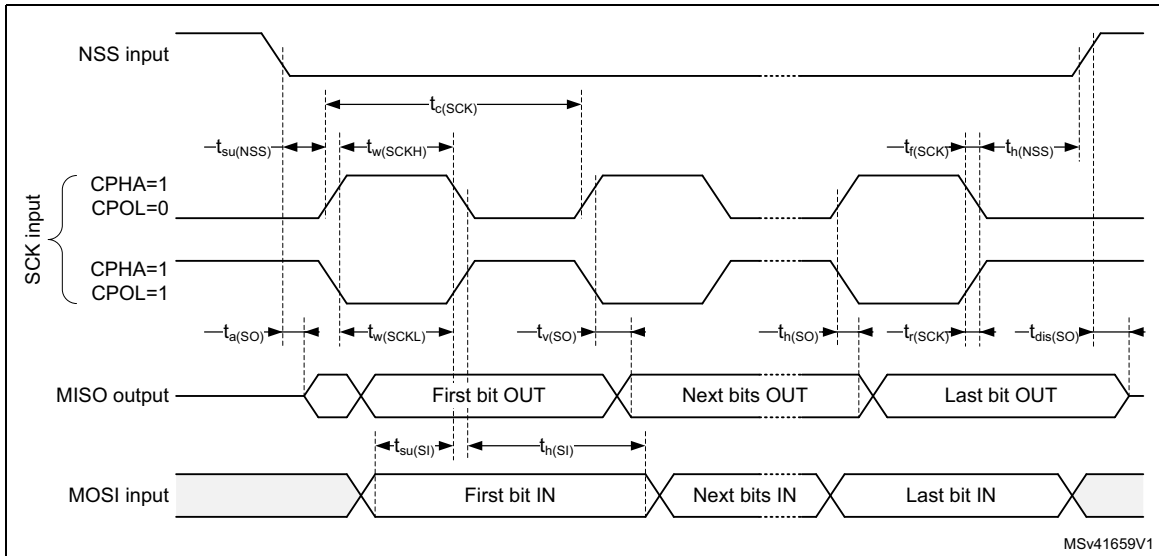 NSS input
tc(SCK)
tsu(NSS)
tw(SCKH)
tf(SCK)
th(NSS)
SCK input
CPHA=1
CPOL=0
CPHA=1
CPOL=1
ta(SO)
tw(SCKL)
tv(SO)
th(SO)
tr(SCK)
tdis(SO)
MISO output
First bit OUT
Next bits OUT
Last bit OUT
tsu(SI)
th(SI)
MOSI input
First bit IN
Next bits IN
Last bit IN
MSv41659V1